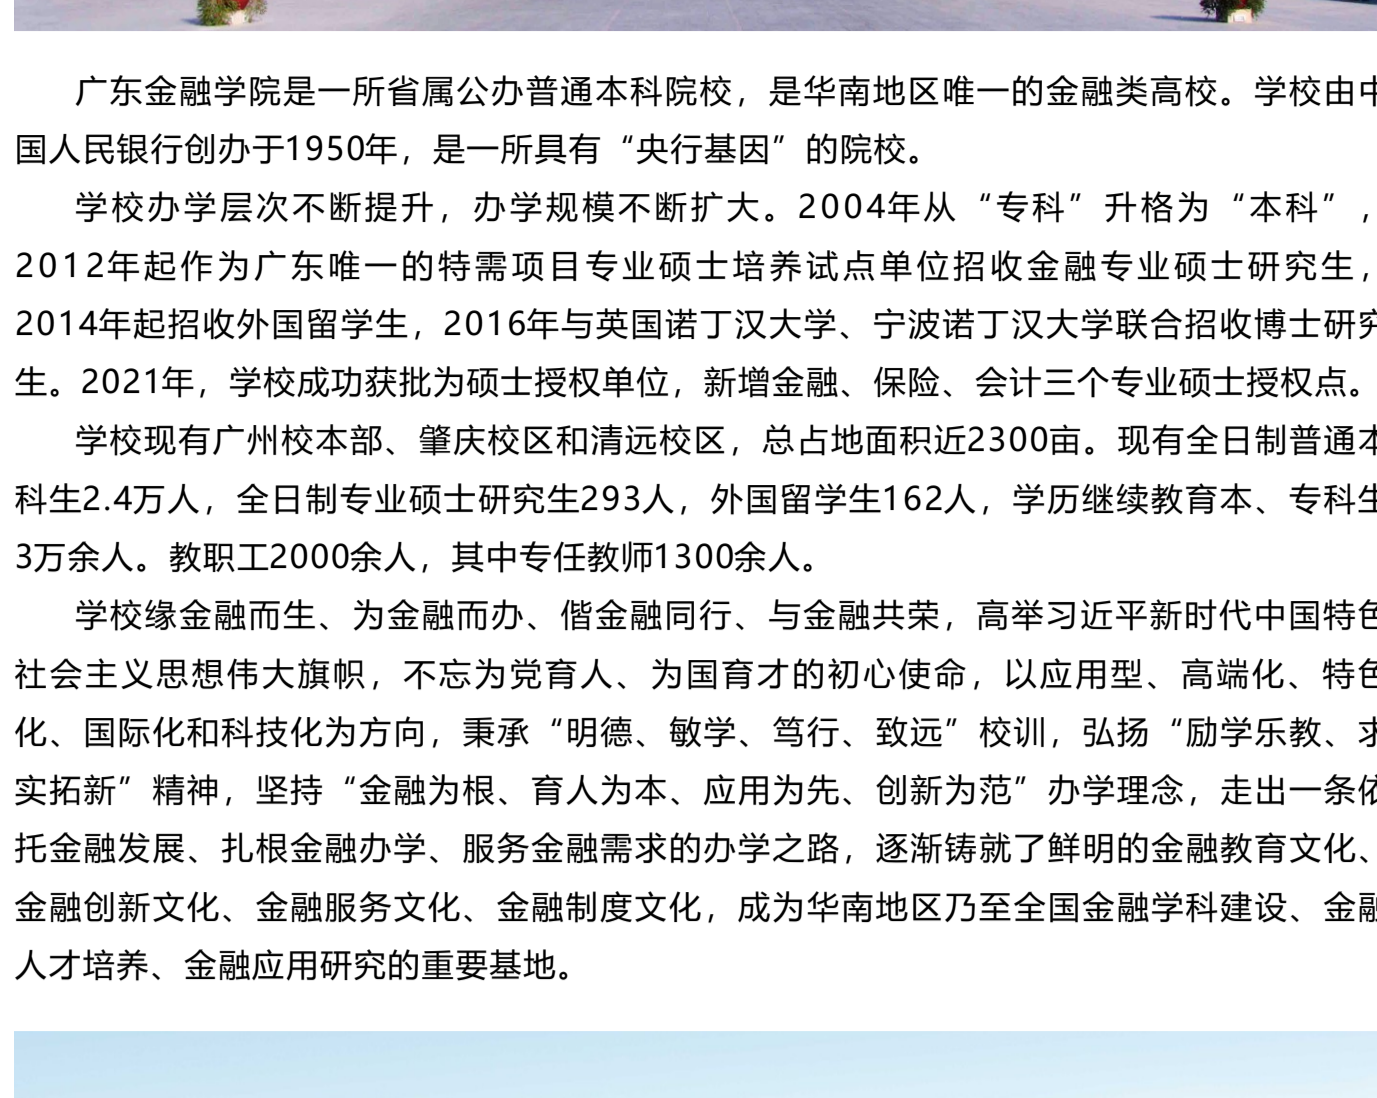 广东金融学院是一所省属公办普通本科院校，是华南地区唯一的金融类高校。学校由中
国人民银行创办于1950年，是一所具有“央行基因”的院校。
学校办学层次不断提升，办学规模不断扩大。2004年从“专科”升格为“本科”，
2012年起作为广东唯一的特需项目专业硕士培养试点单位招收金融专业硕士研究生，
2014年起招收外国留学生，2016年与英国诺丁汉大学、宁波诺丁汉大学联合招收博士研究
生。2021年，学校成功获批为硕士授权单位，新增金融、保险、会计三个专业硕士授权点。
学校现有广州校本部、肇庆校区和清远校区，总占地面积近2300亩。现有全日制普通本
科生2.4万人，全日制专业硕士研究生293人，外国留学生162人，学历继续教育本、专科生
3万余人。教职工2000余人，其中专任教师1300余人。
学校缘金融而生、为金融而办、偕金融同行、与金融共荣，高举习近平新时代中国特色
社会主义思想伟大旗帜，不忘为党育人、为国育才的初心使命，以应用型、高端化、特色
化、国际化和科技化为方向，秉承“明德、敏学、笃行、致远”校训，弘扬“励学乐教、求
实拓新”精神，坚持“金融为根、育人为本、应用为先、创新为范”办学理念，走出一条依
托金融发展、扎根金融办学、服务金融需求的办学之路，逐渐铸就了鲜明的金融教育文化、
金融创新文化、金融服务文化、金融制度文化，成为华南地区乃至全国金融学科建设、金融
人才培养、金融应用研究的重要基地。